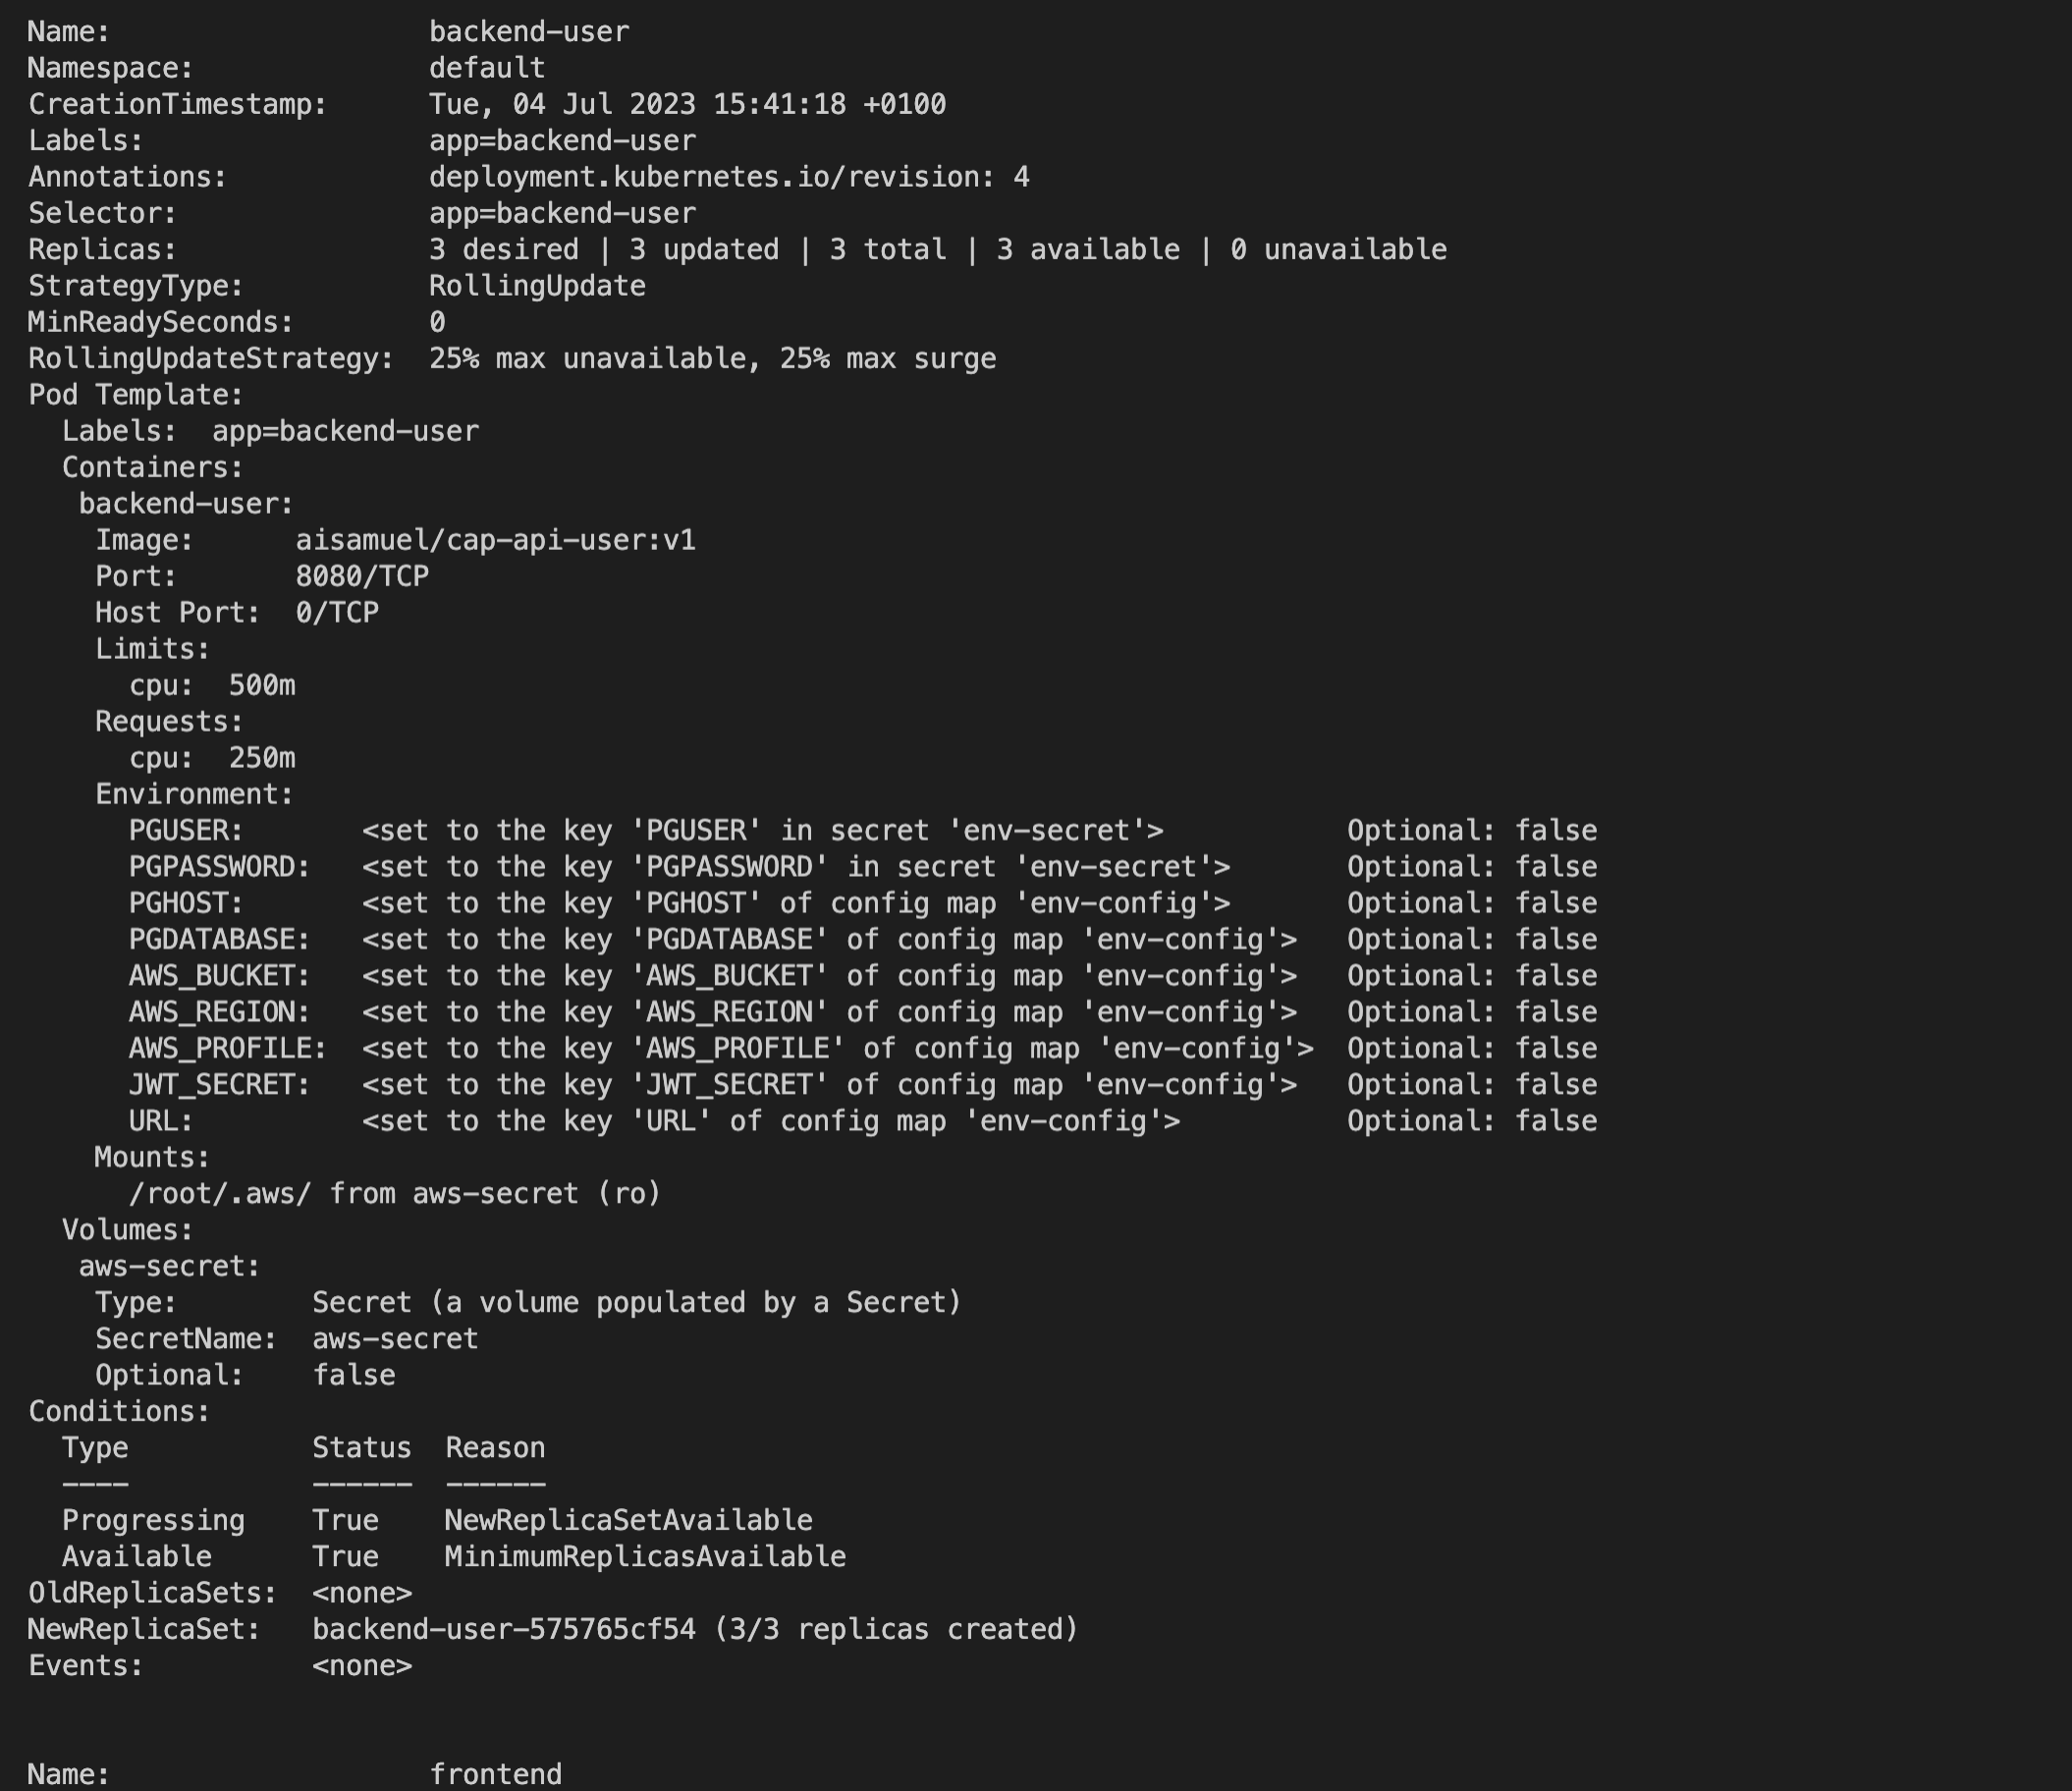 Name:                   backend-user
Namespace:              default
CreationTimestamp:      Tue, 04 Jul 2023 15:41:18 +0100
Labels:                 app=backend-user
Annotations:            deployment.kubernetes.io/revision: 4
Selector:               app=backend-user
Replicas:               3 desired | 3 updated | 3 total | 3 available | 0 unavailable
StrategyType:           RollingUpdate
MinReadySeconds:        0
RollingUpdateStrategy:  25% max unavailable, 25% max surge
Pod Template:
  Labels:  app=backend-user
  Containers:
   backend-user:
    Image:      aisamuel/cap-api-user:v1
    Port:       8080/TCP
    Host Port:  0/TCP
    Limits:
      cpu:  500m
    Requests:
      cpu:  250m
    Environment:
      PGUSER:       <set to the key 'PGUSER' in secret 'env-secret'>           Optional: false
      PGPASSWORD:   <set to the key 'PGPASSWORD' in secret 'env-secret'>       Optional: false
      PGHOST:       <set to the key 'PGHOST' of config map 'env-config'>       Optional: false
      PGDATABASE:   <set to the key 'PGDATABASE' of config map 'env-config'>   Optional: false
      AWS_BUCKET:   <set to the key 'AWS_BUCKET' of config map 'env-config'>   Optional: false
      AWS_REGION:   <set to the key 'AWS_REGION' of config map 'env-config'>   Optional: false
      AWS_PROFILE:  <set to the key 'AWS_PROFILE' of config map 'env-config'>  Optional: false
      JWT_SECRET:   <set to the key 'JWT_SECRET' of config map 'env-config'>   Optional: false
      URL:          <set to the key 'URL' of config map 'env-config'>          Optional: false
    Mounts:
      /root/.aws/ from aws-secret (ro)
  Volumes:
   aws-secret:
    Type:        Secret (a volume populated by a Secret)
    SecretName:  aws-secret
    Optional:    false
Conditions:
  Type           Status  Reason
  ----           ------  ------
  Progressing    True    NewReplicaSetAvailable
  Available      True    MinimumReplicasAvailable
OldReplicaSets:  <none>
NewReplicaSet:   backend-user-575765cf54 (3/3 replicas created)
Events:          <none>
Name:                   frontend